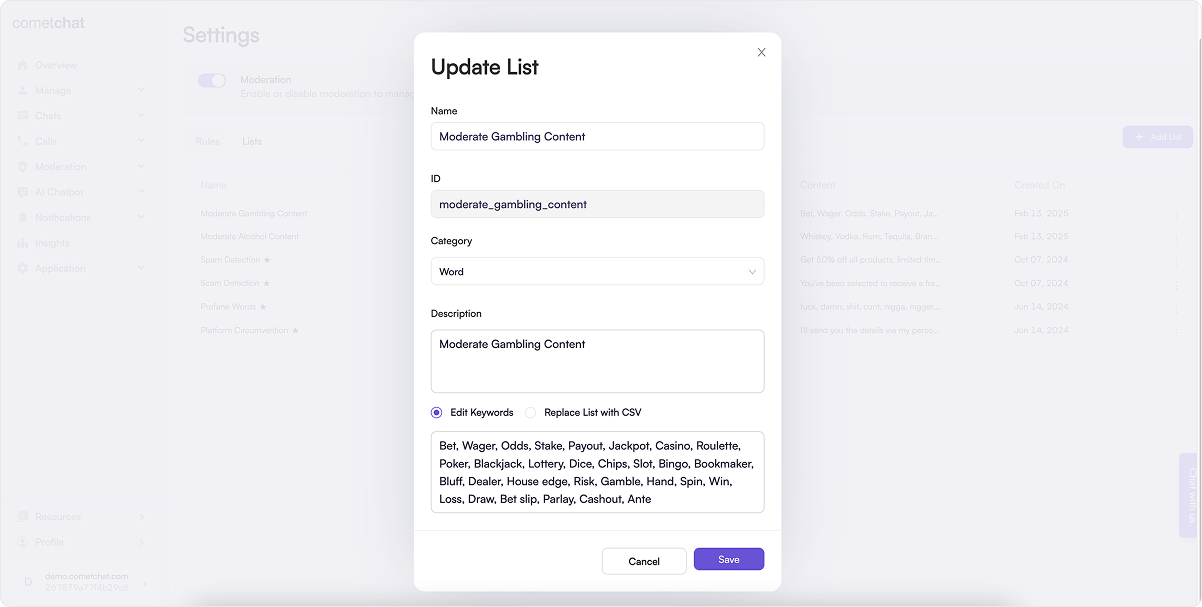 cometchat
Settings
Overview
Manage
Chats
Calls
Moderation
AI Chatbot
Notifications
Insights
Application
Resources
Profile
D
demo.cometchat.com
Moderation
Enable or disable moderation to manag
Rules Lists
+ Add List
Name Content Created On
Moderate Gambling Content Bet, Wager, Odds, Stake, Payout, Ja... Feb 13, 2025
Moderate Alcohol Content Whiskey, Vodka, Rum, Tequila, Bran... Feb 13, 2025
Spam Detection ★ Get 50% off all products, limited tim... Oct 07, 2024
Scam Detection ★ You've been selected to receive a fre... Oct 07, 2024
Profane Words ★ fuck, damn, shit, cunt, nigga, nigger,... Jun 14, 2024
Platform Circumvention ★ I'll send you the details via my perso... Jun 14, 2024
Chat with us
Update List
Name
Moderate Gambling Content
ID
moderate_gambling_content
Category
Word
Description
Moderate Gambling Content
Edit Keywords Replace List with CSV
Bet, Wager, Odds, Stake, Payout, Jackpot, Casino, Roulette,
Poker, Blackjack, Lottery, Dice, Chips, Slot, Bingo, Bookmaker,
Bluff, Dealer, House edge, Risk, Gamble, Hand, Spin, Win,
Loss, Draw, Bet slip, Parlay, Cashout, Ante
Cancel Save